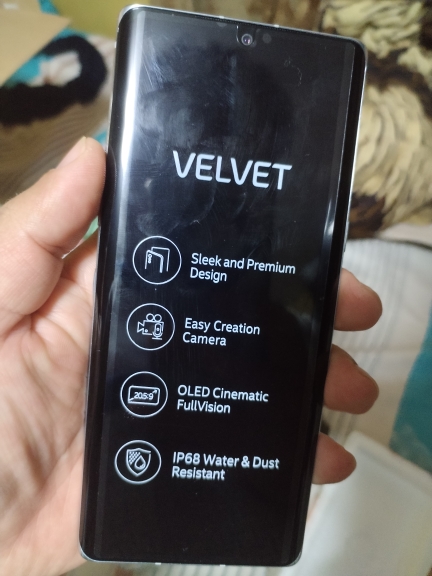 VELVET
Sleek and Premium
Design
Easy Creation
Camera
20.5:9
OLED Cinematic
FullVision
IP68 Water & Dust
Resistant